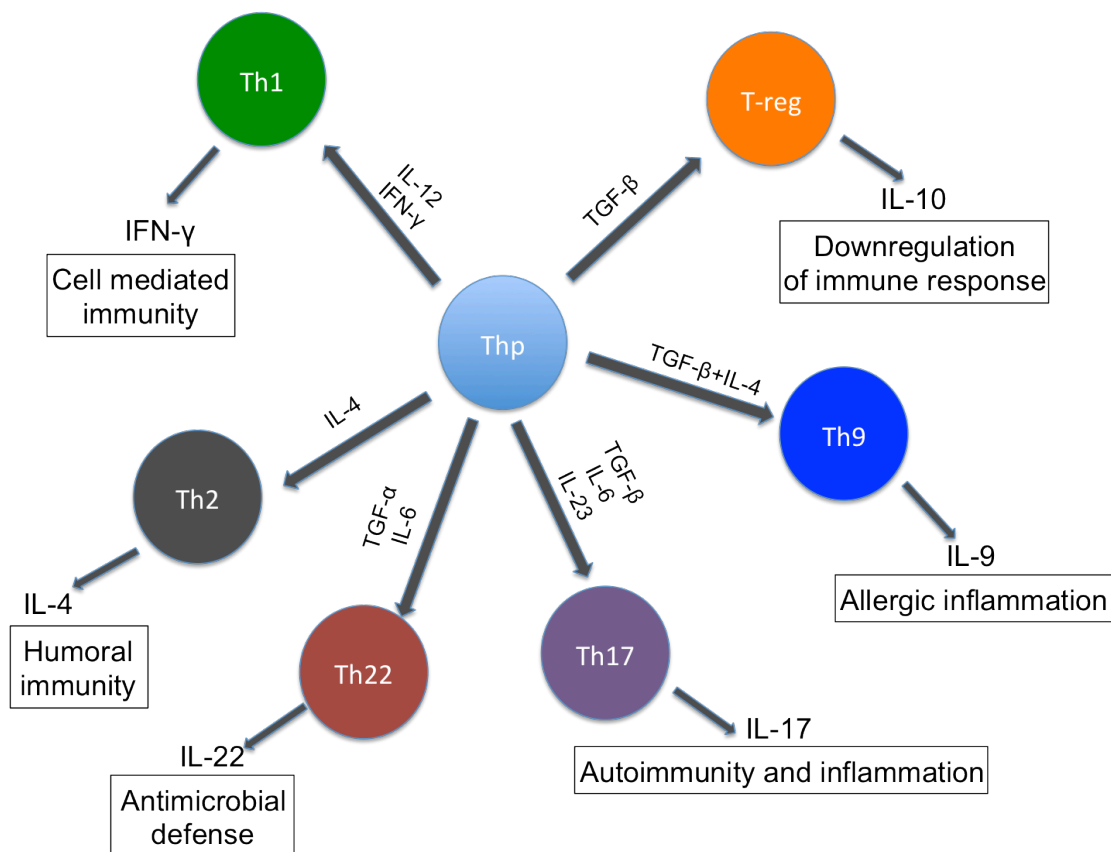 Th1
T-reg
IL-12
IFN-γ
TGF-β
IFN-γ
Cell mediated
immunity
IL-10
Downregulation
of immune response
Thp
TGF-β+IL-4
IL-4
Th9
Th2
TGF-α
IL-6
TGF-β
IL-6
IL-23
IL-9
Allergic inflammation
IL-4
Humoral
immunity
Th22
Th17
IL-22
Antimicrobial
defense
IL-17
Autoimmunity and inflammation